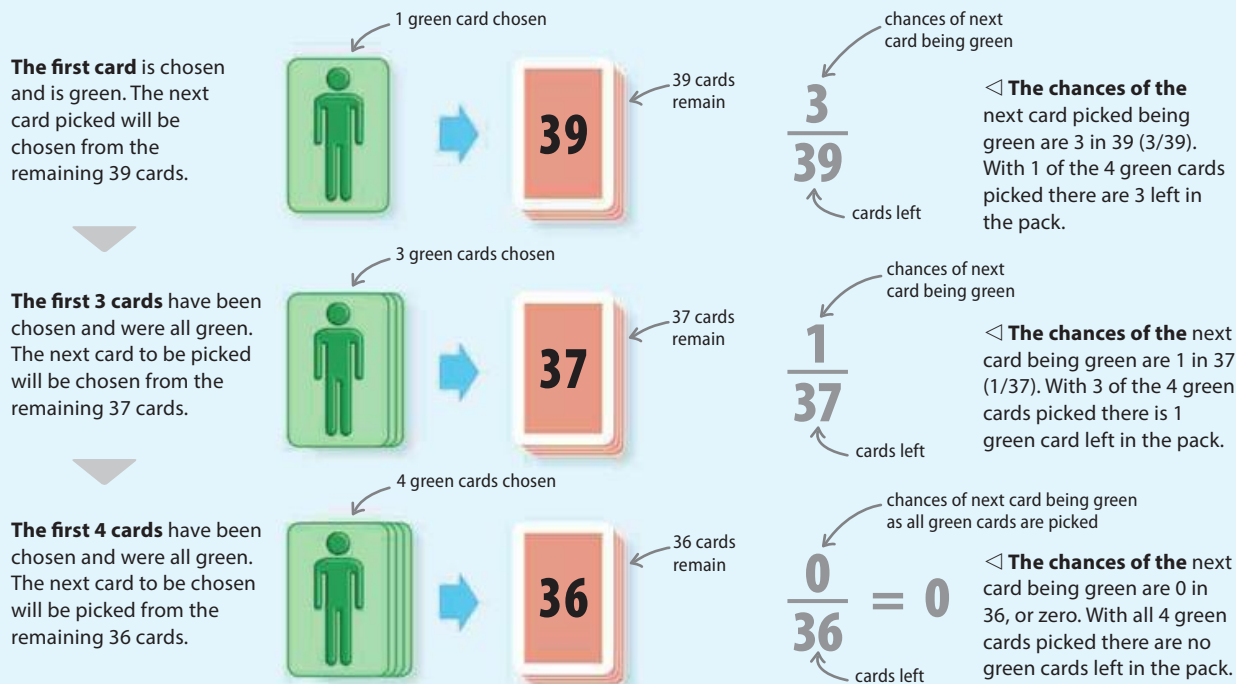 1 green card chosen
The first card is chosen
and is green. The next
card picked will be
chosen from the
remaining 39 cards.
39
39 cards
remain
chances of next
card being green
3
39
cards left
◁ The chances of the
next card picked being
green are 3 in 39 (3/39).
With 1 of the 4 green cards
picked there are 3 left in
the pack.
3 green cards chosen
The first 3 cards have been
chosen and were all green.
The next card to be picked
will be chosen from the
remaining 37 cards.
37
37 cards
remain
chances of next
card being green
1
37
cards left
◁ The chances of the next
card being green are 1 in 37
(1/37). With 3 of the 4 green
cards picked there is 1
green card left in the pack.
4 green cards chosen
The first 4 cards have been
chosen and were all green.
The next card to be chosen
will be picked from the
remaining 36 cards.
36
36 cards
remain
chances of next card being green
as all green cards are picked
0
36
= 0
cards left
◁ The chances of the next
card being green are 0 in
36, or zero. With all 4 green
cards picked there are no
green cards left in the pack.